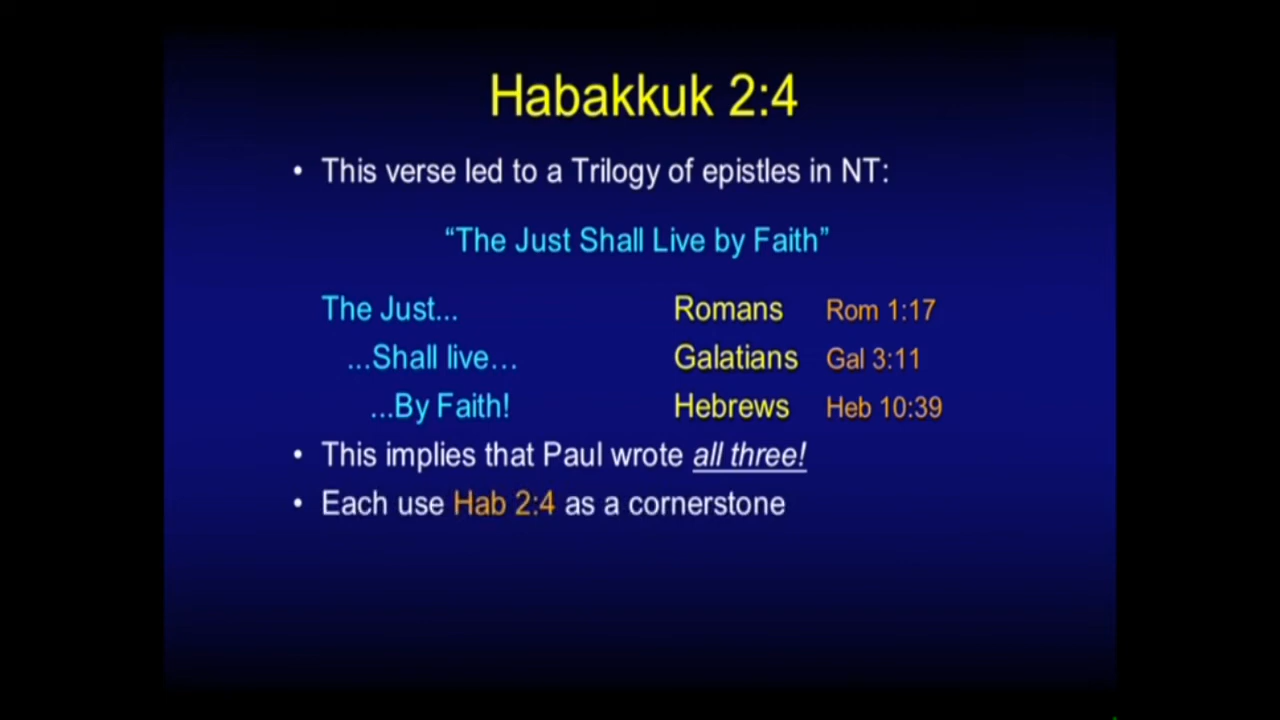 Habakkuk 2:4
• This verse led to a Trilogy of epistles in NT:
“The Just Shall Live by Faith”
The Just... Romans Rom 1:17
...Shall live… Galatians Gal 3:11
...By Faith! Hebrews Heb 10:39
• This implies that Paul wrote all three!
• Each use Hab 2:4 as a cornerstone